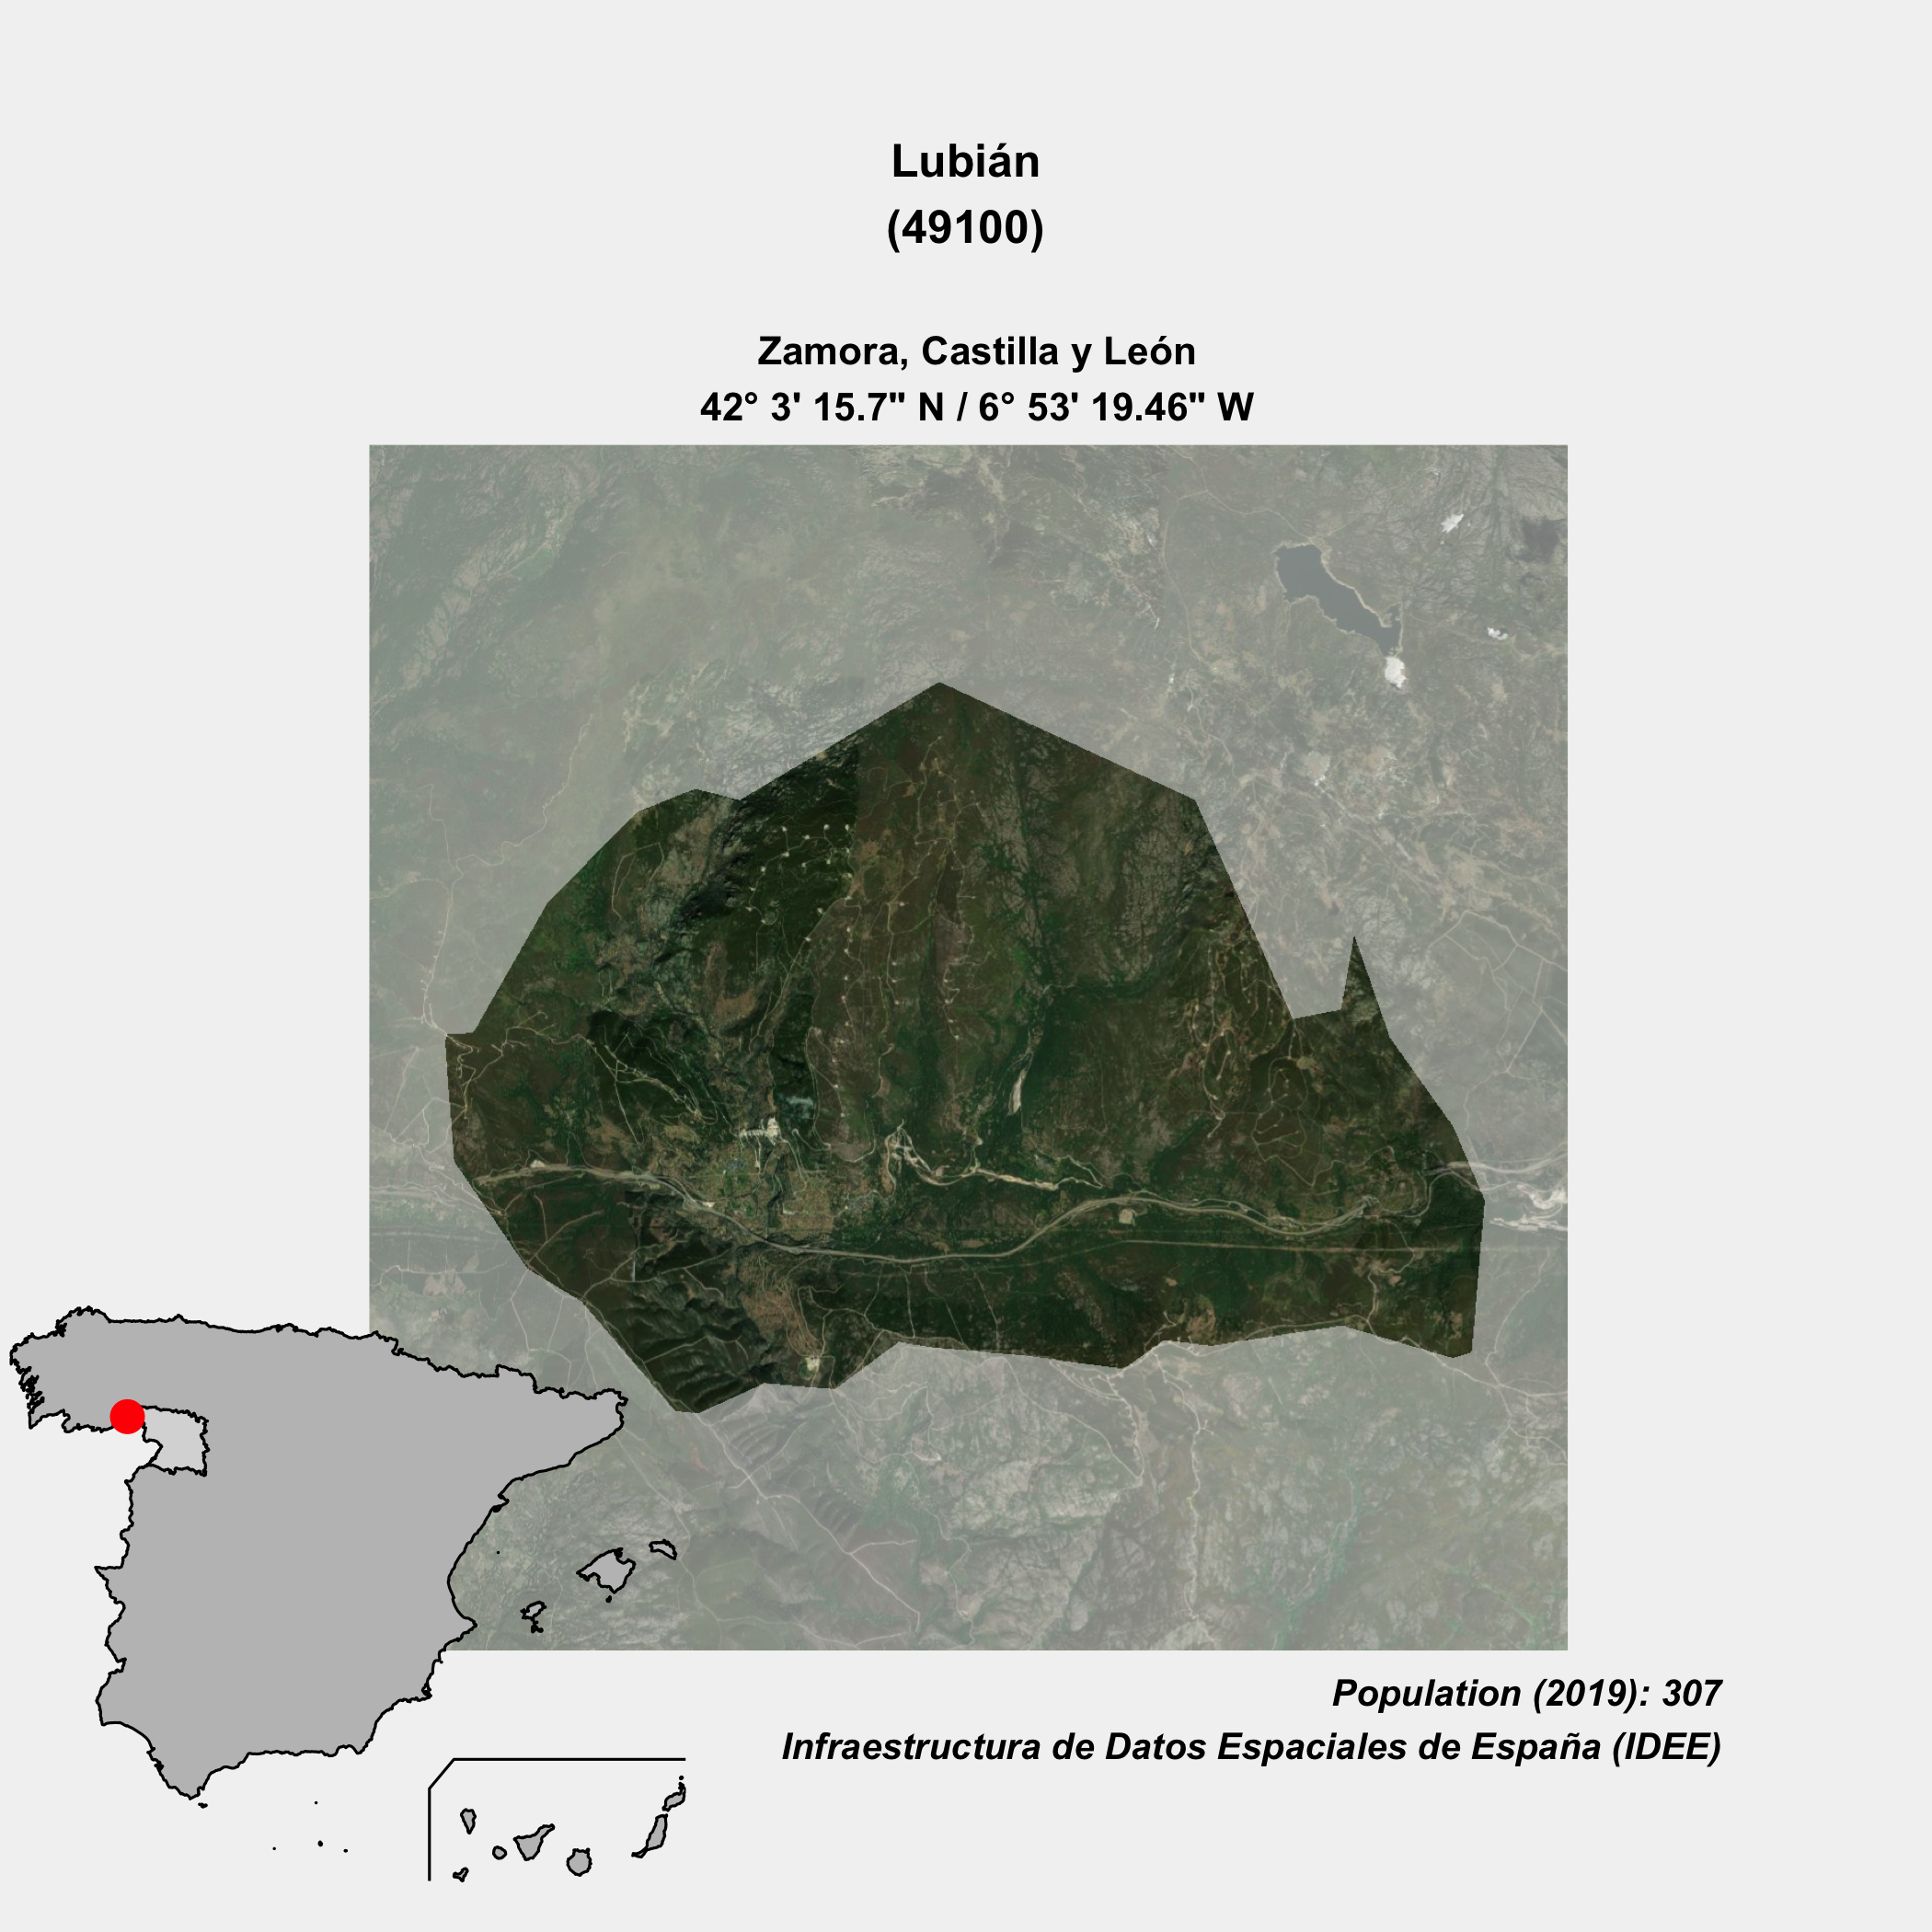 Lubián
(49100)
Zamora, Castilla y León
42° 3' 15.7" N / 6° 53' 19.46" W
Population (2019): 307
Infraestructura de Datos Espaciales de España (IDEE)